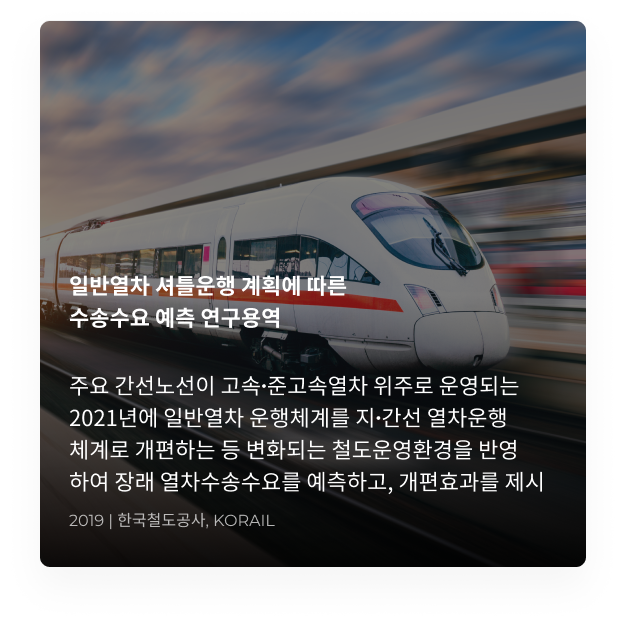 일반열차 셔틀운행 계획에 따른
수송수요 예측 연구용역
주요 간선노선이 고속·준고속열차 위주로 운영되는
2021년에 일반열차 운행체계를 지·간선 열차운행
체계로 개편하는 등 변화되는 철도운영환경을 반영
하여 장래 열차수송수요를 예측하고, 개편효과를 제시
2019 | 한국철도공사, KORAIL